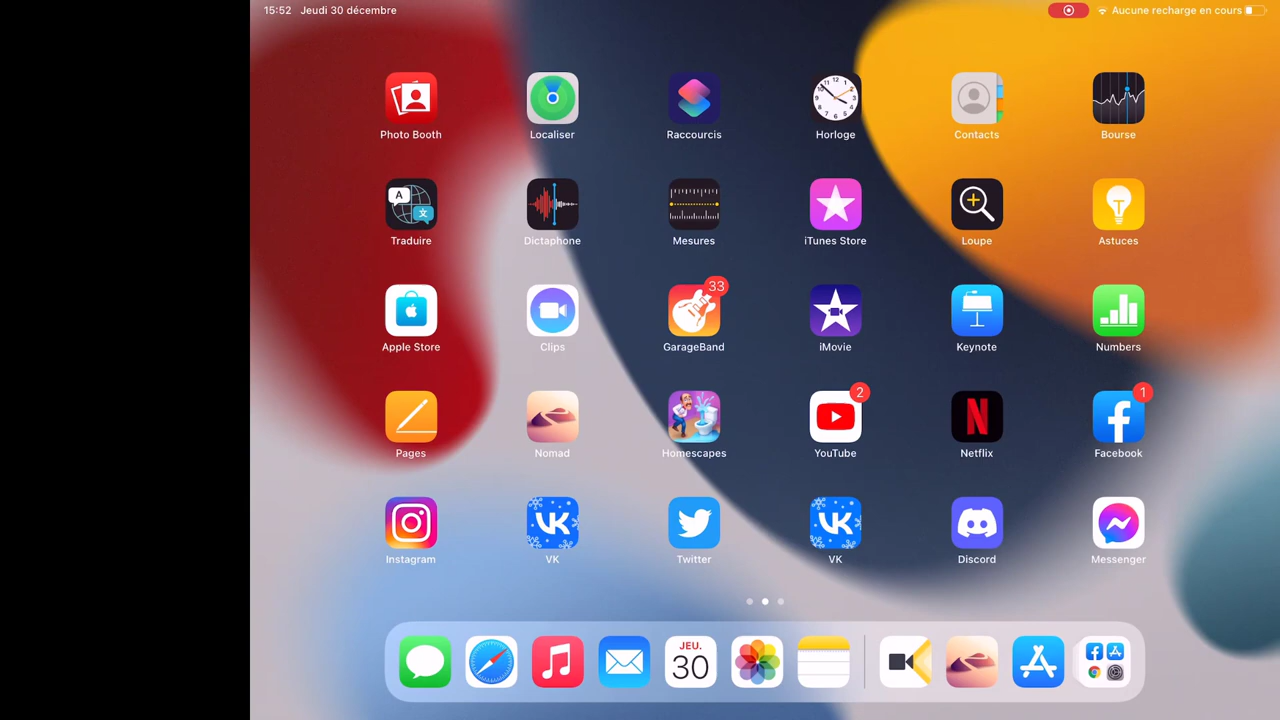 15:52 Jeudi 30 décembre
Aucune recharge en cours
Photo Booth
Localiser
Raccourcis
Horloge
Contacts
Bourse
Traduire
Dictaphone
Mesures
iTunes Store
Loupe
Astuces
33
Apple Store
Clips
GarageBand
iMovie
Keynote
Numbers
2
1
Pages
Nomad
Homescapes
YouTube
Netflix
Facebook
Instagram
VK
Twitter
VK
Discord
Messenger
JEU.
30